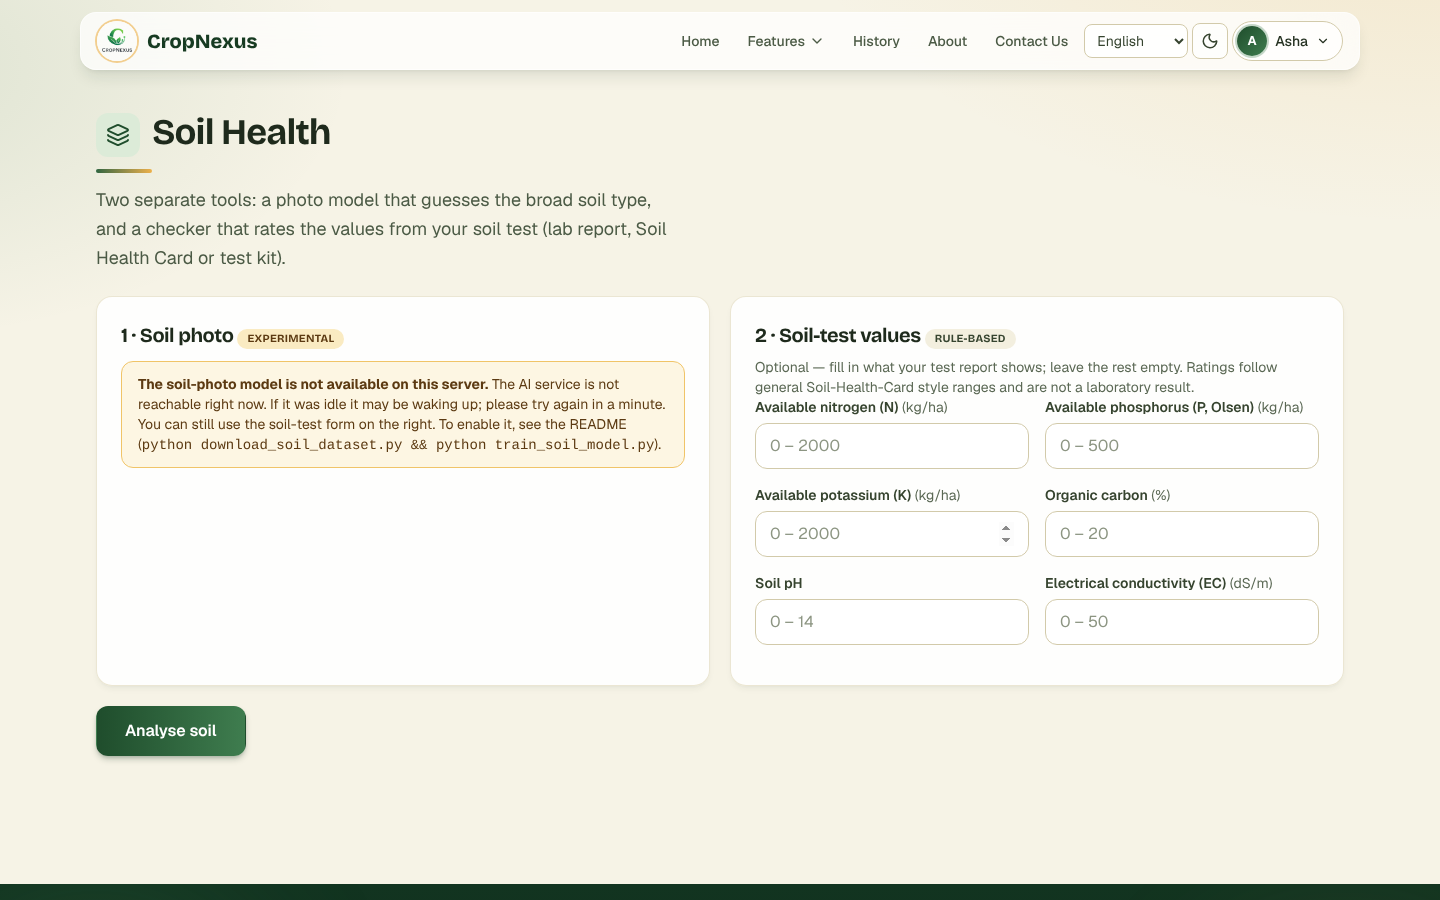 CROPNEXUS
CropNexus
Home
Features
History
About
Contact Us
English
A
Asha
Soil Health
Two separate tools: a photo model that guesses the broad soil type,
and a checker that rates the values from your soil test (lab report, Soil
Health Card or test kit).
1 · Soil photo EXPERIMENTAL
The soil-photo model is not available on this server. The AI service is not
reachable right now. If it was idle it may be waking up; please try again in a minute.
You can still use the soil-test form on the right. To enable it, see the README
(python download_soil_dataset.py && python train_soil_model.py).
2 · Soil-test values RULE-BASED
Optional — fill in what your test report shows; leave the rest empty. Ratings follow
general Soil-Health-Card style ranges and are not a laboratory result.
Available nitrogen (N) (kg/ha)
0 – 2000
Available phosphorus (P, Olsen) (kg/ha)
0 – 500
Available potassium (K) (kg/ha)
0 – 2000
Organic carbon (%)
0 – 20
Soil pH
0 – 14
Electrical conductivity (EC) (dS/m)
0 – 50
Analyse soil